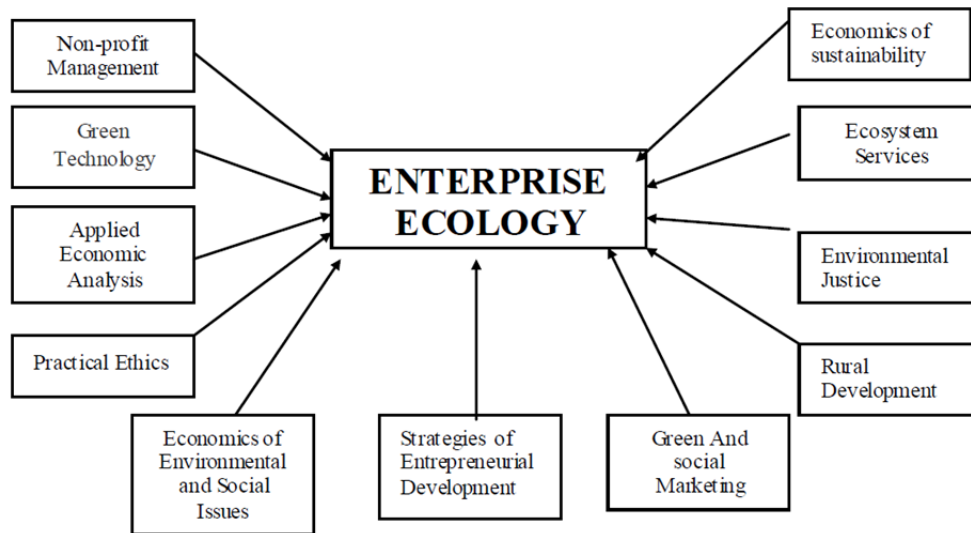 Non-profit
Management
Green
Technology
Applied
Economic
Analysis
Practical Ethics
ENTERPRISE
ECOLOGY
Economics of
sustainability
Ecosystem
Services
Environmental
Justice
Rural
Development
Economics of
Environmental
and Social
Issues
Strategies of
Entrepreneurial
Development
Green And
social
Marketing